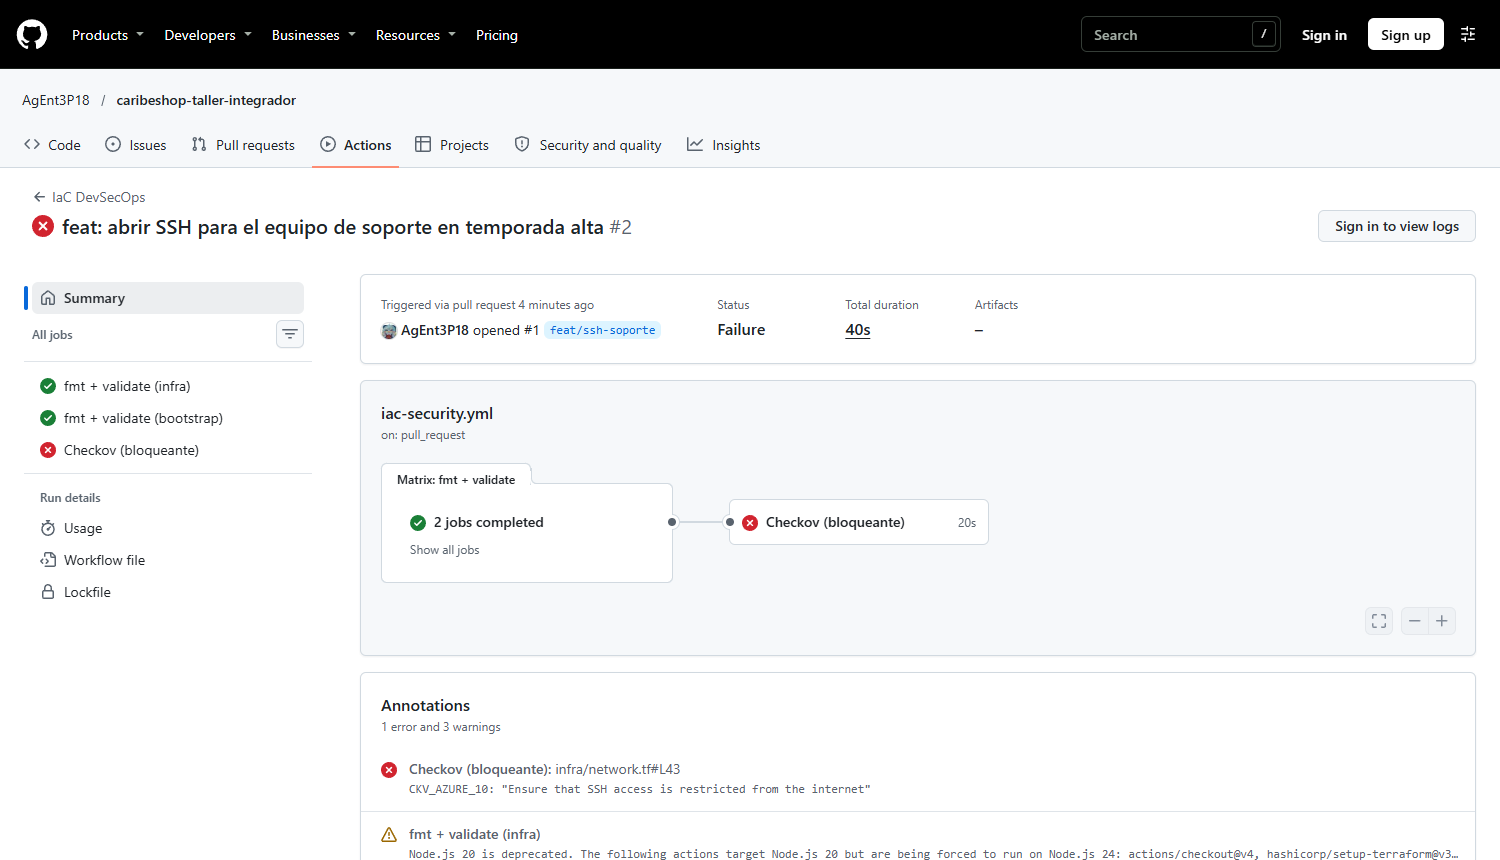 Products Developers Businesses Resources Pricing Search / Sign in Sign up
AgEnt3P18 / caribeshop-taller-integrador
Code Issues Pull requests Actions Projects Security and quality Insights
← IaC DevSecOps
feat: abrir SSH para el equipo de soporte en temporada alta #2
Sign in to view logs
Summary
All jobs
fmt + validate (infra)
fmt + validate (bootstrap)
Checkov (bloqueante)
Run details
Usage
Workflow file
Lockfile
Triggered via pull request 4 minutes ago
AgEnt3P18 opened #1 feat/ssh-soporte
Status
Failure
Total duration
40s
Artifacts
–
iac-security.yml
on: pull_request
Matrix: fmt + validate
2 jobs completed
Show all jobs
Checkov (bloqueante) 20s
Annotations
1 error and 3 warnings
Checkov (bloqueante): infra/network.tf#L43
CKV_AZURE_10: "Ensure that SSH access is restricted from the internet"
fmt + validate (infra)
Node.js 20 is deprecated. The following actions target Node.js 20 but are being forced to run on Node.js 24: actions/checkout@v4, hashicorp/setup-terraform@v3…